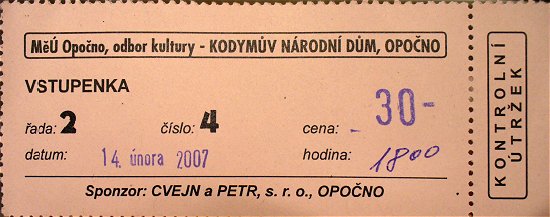 MěÚ Opočno, odbor kultury - KODYMŮV NÁRODNÍ DŮM, OPOČNO
VSTUPENKA
řada: 2 číslo: 4 cena: 30-
datum: 14. února 2007 hodina: 1800
Sponzor: CVEJN a PETR, s. r. o., OPOČNO
KONTROLNÍ
ÚTRŽEK